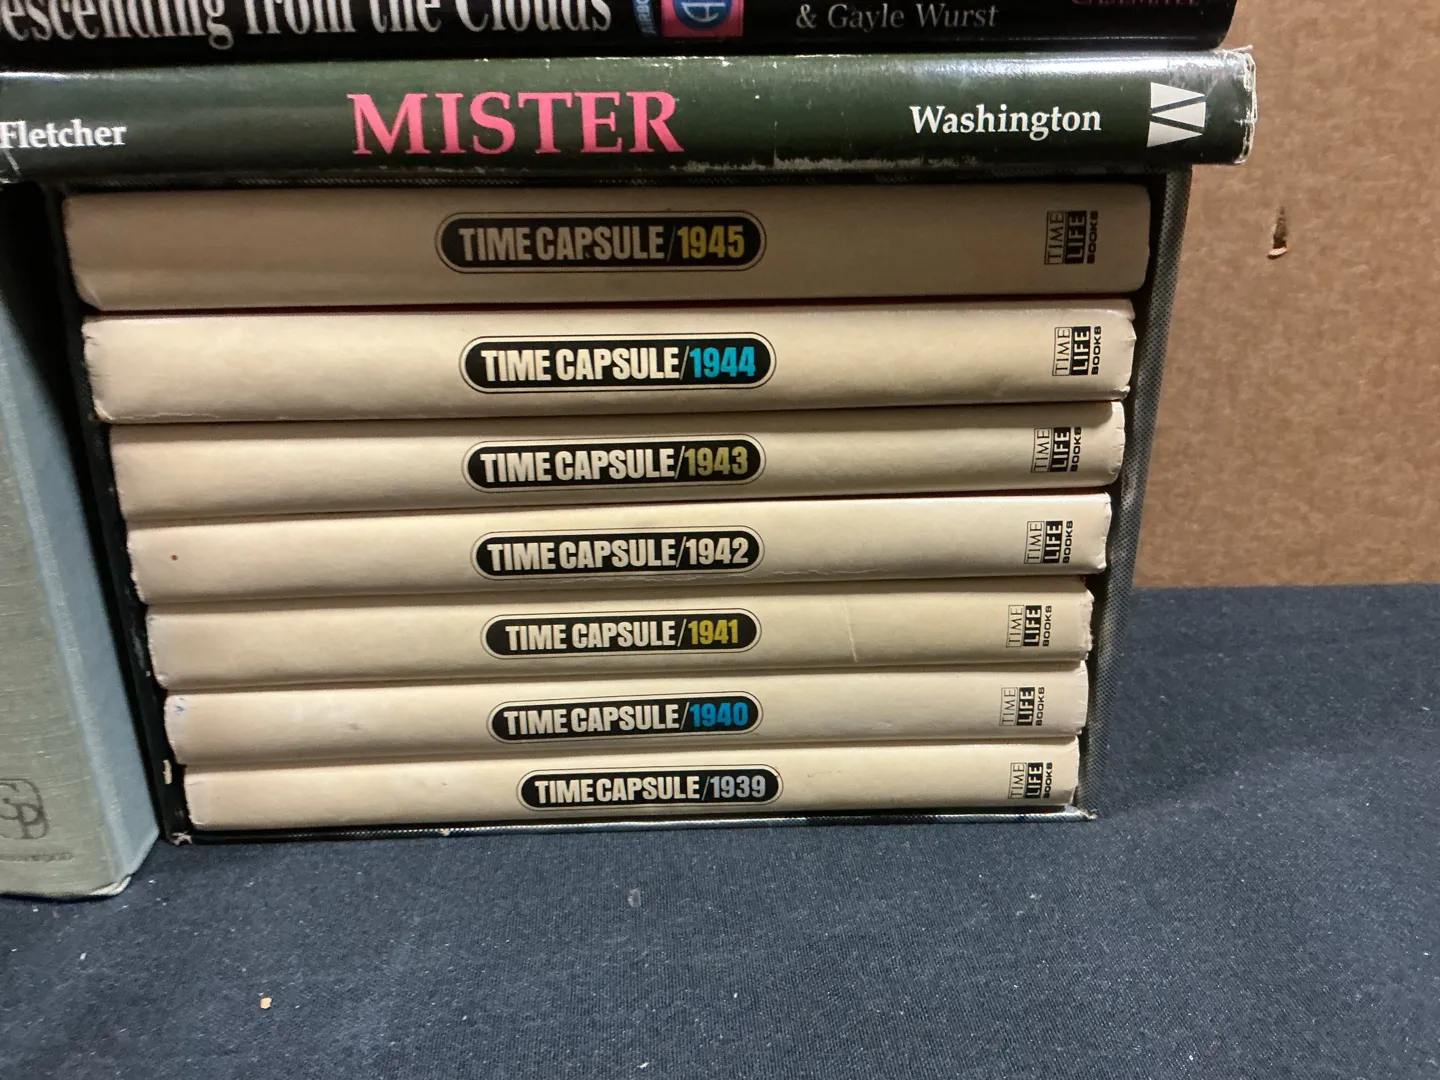 escending from the Clouds
& Gayle Wurst
CASEMATE
Fletcher MISTER Washington
TIME CAPSULE/1945 TIME LIFE BOOKS
TIME CAPSULE/1944 TIME LIFE BOOKS
TIME CAPSULE/1943 TIME LIFE BOOKS
TIME CAPSULE/1942 TIME LIFE BOOKS
TIME CAPSULE/1941 TIME LIFE BOOKS
TIME CAPSULE/1940 TIME LIFE BOOKS
TIME CAPSULE/1939 TIME LIFE BOOKS